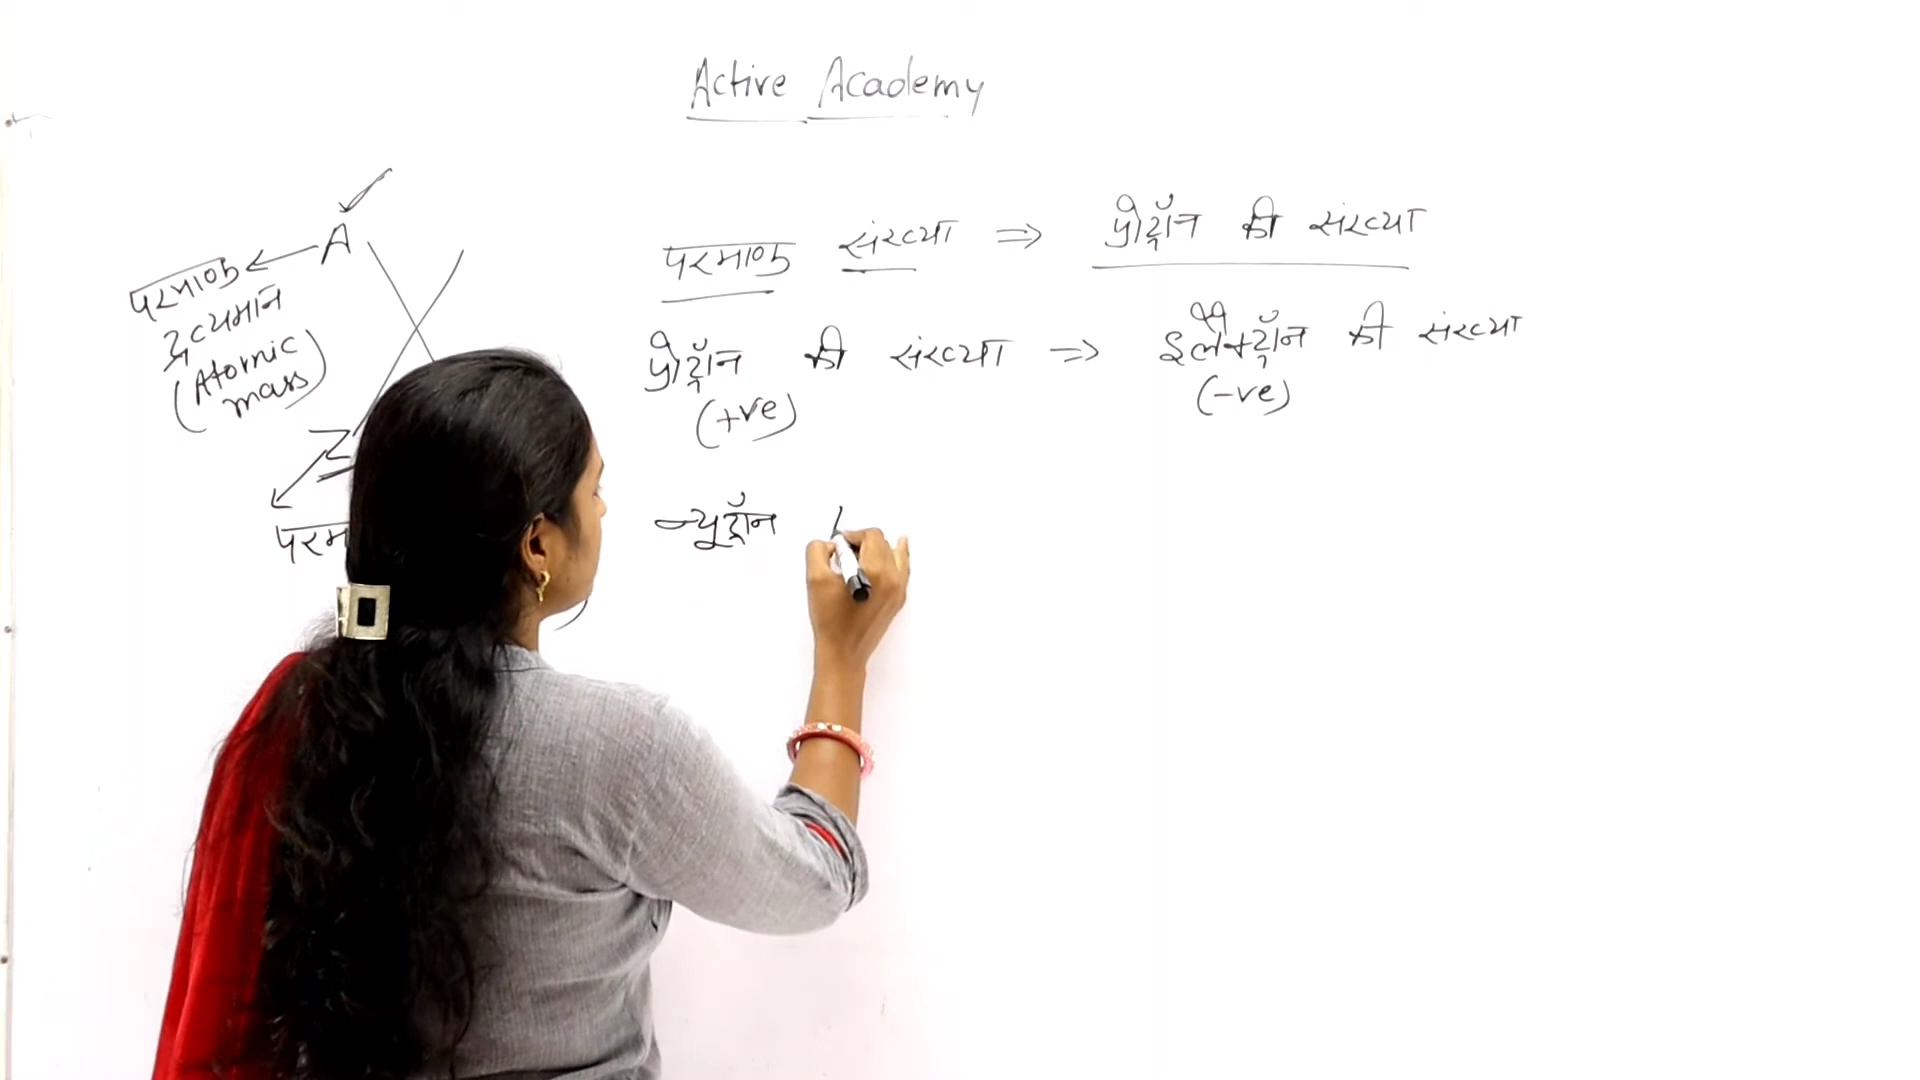 Active Academy
A
परमाणु
द्रव्यमान
(Atomic
mass)
Z
परम
परमाणु संख्या ⇒ प्रोट्रॉन की संख्या
प्रोट्रॉन की संख्या ⇒ इलैक्ट्रॉन की संख्या
(+ve) (-ve)
न्यूट्रॉन